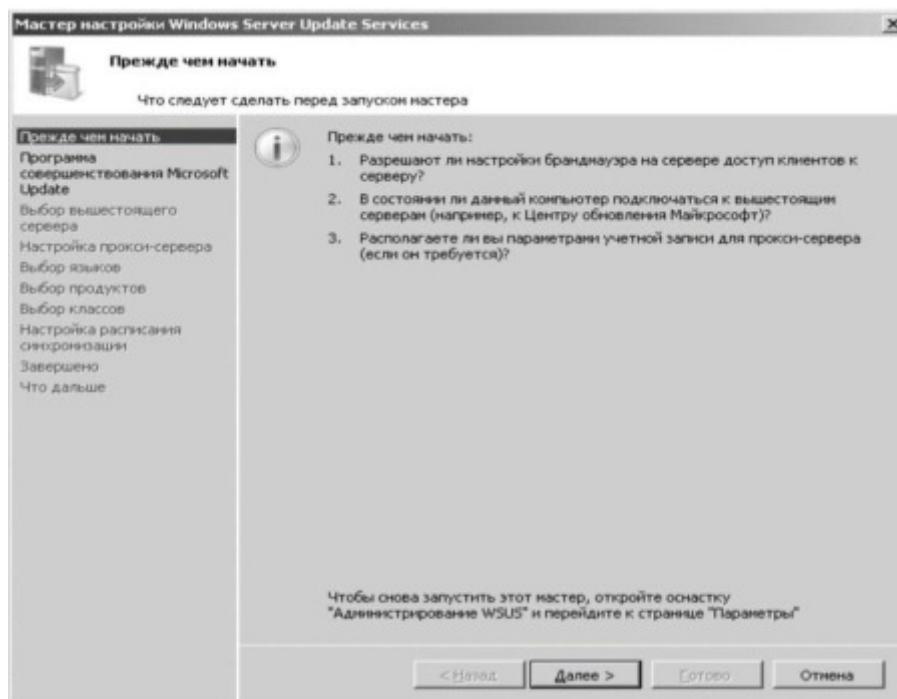 Мастер настройки Windows Server Update Services
Прежде чем начать
Что следует сделать перед запуском мастера
Прежде чем начать
Программа
совершенствования Microsoft
Update
Выбор вышестоящего
сервера
Настройка прокси-сервера
Выбор языков
Выбор продуктов
Выбор классов
Настройка расписания
синхронизации
Завершено
Что дальше
Прежде чем начать:
1. Разрешают ли настройки брандмауэра на сервере доступ клиентов к
серверу?
2. В состоянии ли данный компьютер подключаться к вышестоящим
серверам (например, к Центру обновления Майкрософт)?
3. Располагаете ли вы параметрами учетной записи для прокси-сервера
(если он требуется)?
Чтобы снова запустить этот мастер, откройте оснастку
"Администрирование WSUS" и перейдите к странице "Параметры"
< Назад
Далее >
Готово
Отмена